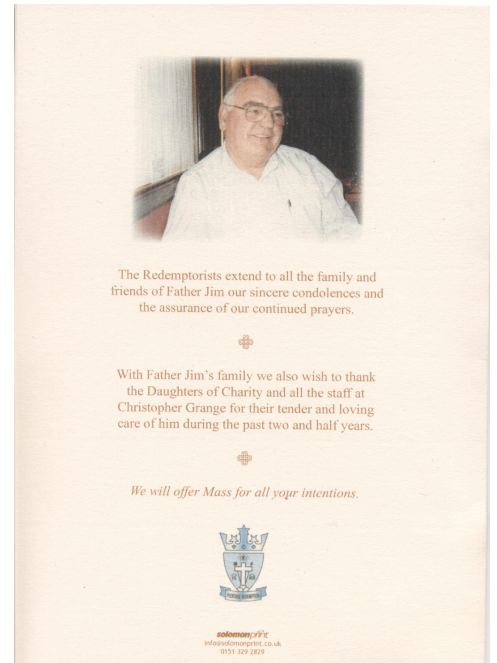 The Redemptorists extend to all the family and
friends of Father Jim our sincere condolences and
the assurance of our continued prayers.
With Father Jim's family we also wish to thank
the Daughters of Charity and all the staff at
Christopher Grange for their tender and loving
care of him during the past two and half years.
We will offer Mass for all your intentions.
solomonprint
info@solomonprint.co.uk
0151 329 2829